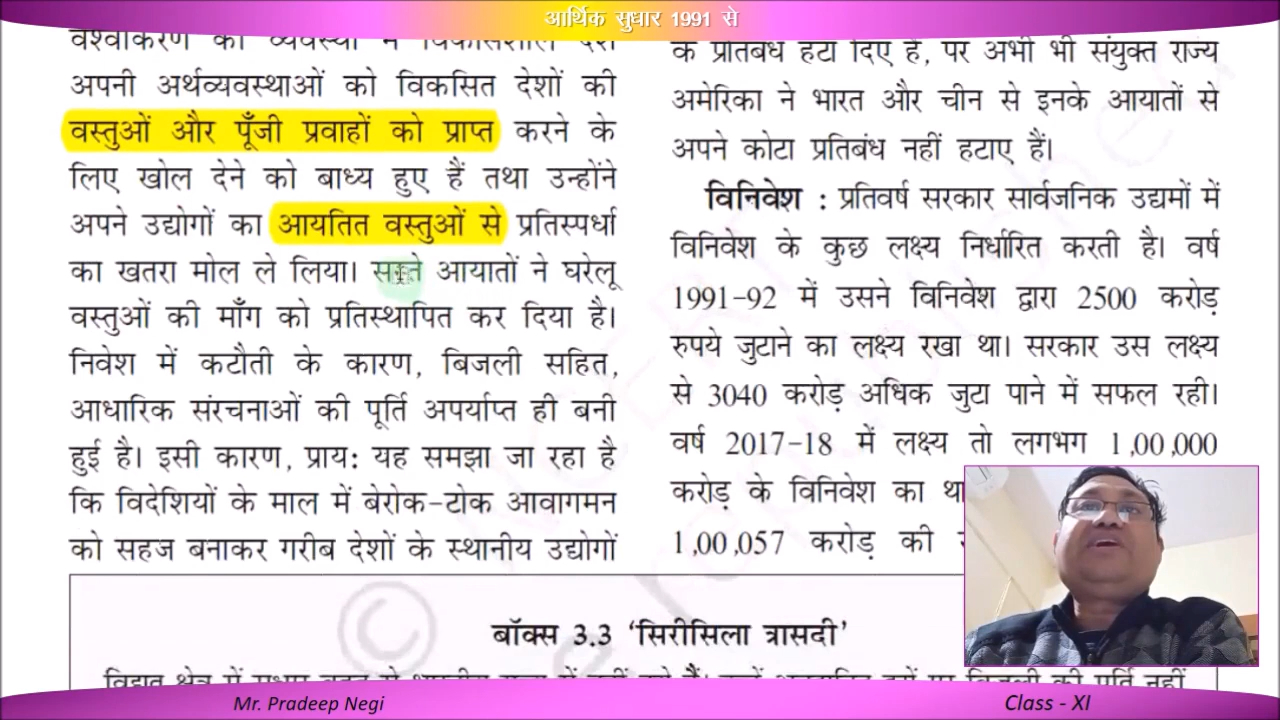 आर्थिक सुधार 1991 से
वैश्वीकरण की व्यवस्था में विकासशील देश
अपनी अर्थव्यवस्थाओं को विकसित देशों की
वस्तुओं और पूँजी प्रवाहों को प्राप्त करने के
लिए खोल देने को बाध्य हुए हैं तथा उन्होंने
अपने उद्योगों का आयतित वस्तुओं से प्रतिस्पर्धा
का खतरा मोल ले लिया। सस्ते आयातों ने घरेलू
वस्तुओं की माँग को प्रतिस्थापित कर दिया है।
निवेश में कटौती के कारण, बिजली सहित,
आधारिक संरचनाओं की पूर्ति अपर्याप्त ही बनी
हुई है। इसी कारण, प्राय: यह समझा जा रहा है
कि विदेशियों के माल में बेरोक-टोक आवागमन
को सहज बनाकर गरीब देशों के स्थानीय उद्योगों
के प्रतिबंध हटा दिए हैं, पर अभी भी संयुक्त राज्य
अमेरिका ने भारत और चीन से इनके आयातों से
अपने कोटा प्रतिबंध नहीं हटाए हैं।
विनिवेश : प्रतिवर्ष सरकार सार्वजनिक उद्यमों में
विनिवेश के कुछ लक्ष्य निर्धारित करती है। वर्ष
1991-92 में उसने विनिवेश द्वारा 2500 करोड़
रुपये जुटाने का लक्ष्य रखा था। सरकार उस लक्ष्य
से 3040 करोड़ अधिक जुटा पाने में सफल रही।
वर्ष 2017-18 में लक्ष्य तो लगभग 1,00,000
करोड़ के विनिवेश का था
1,00,057 करोड़ की
बॉक्स 3.3 ‘सिरीसिला त्रासदी’
Mr. Pradeep Negi
Class - XI